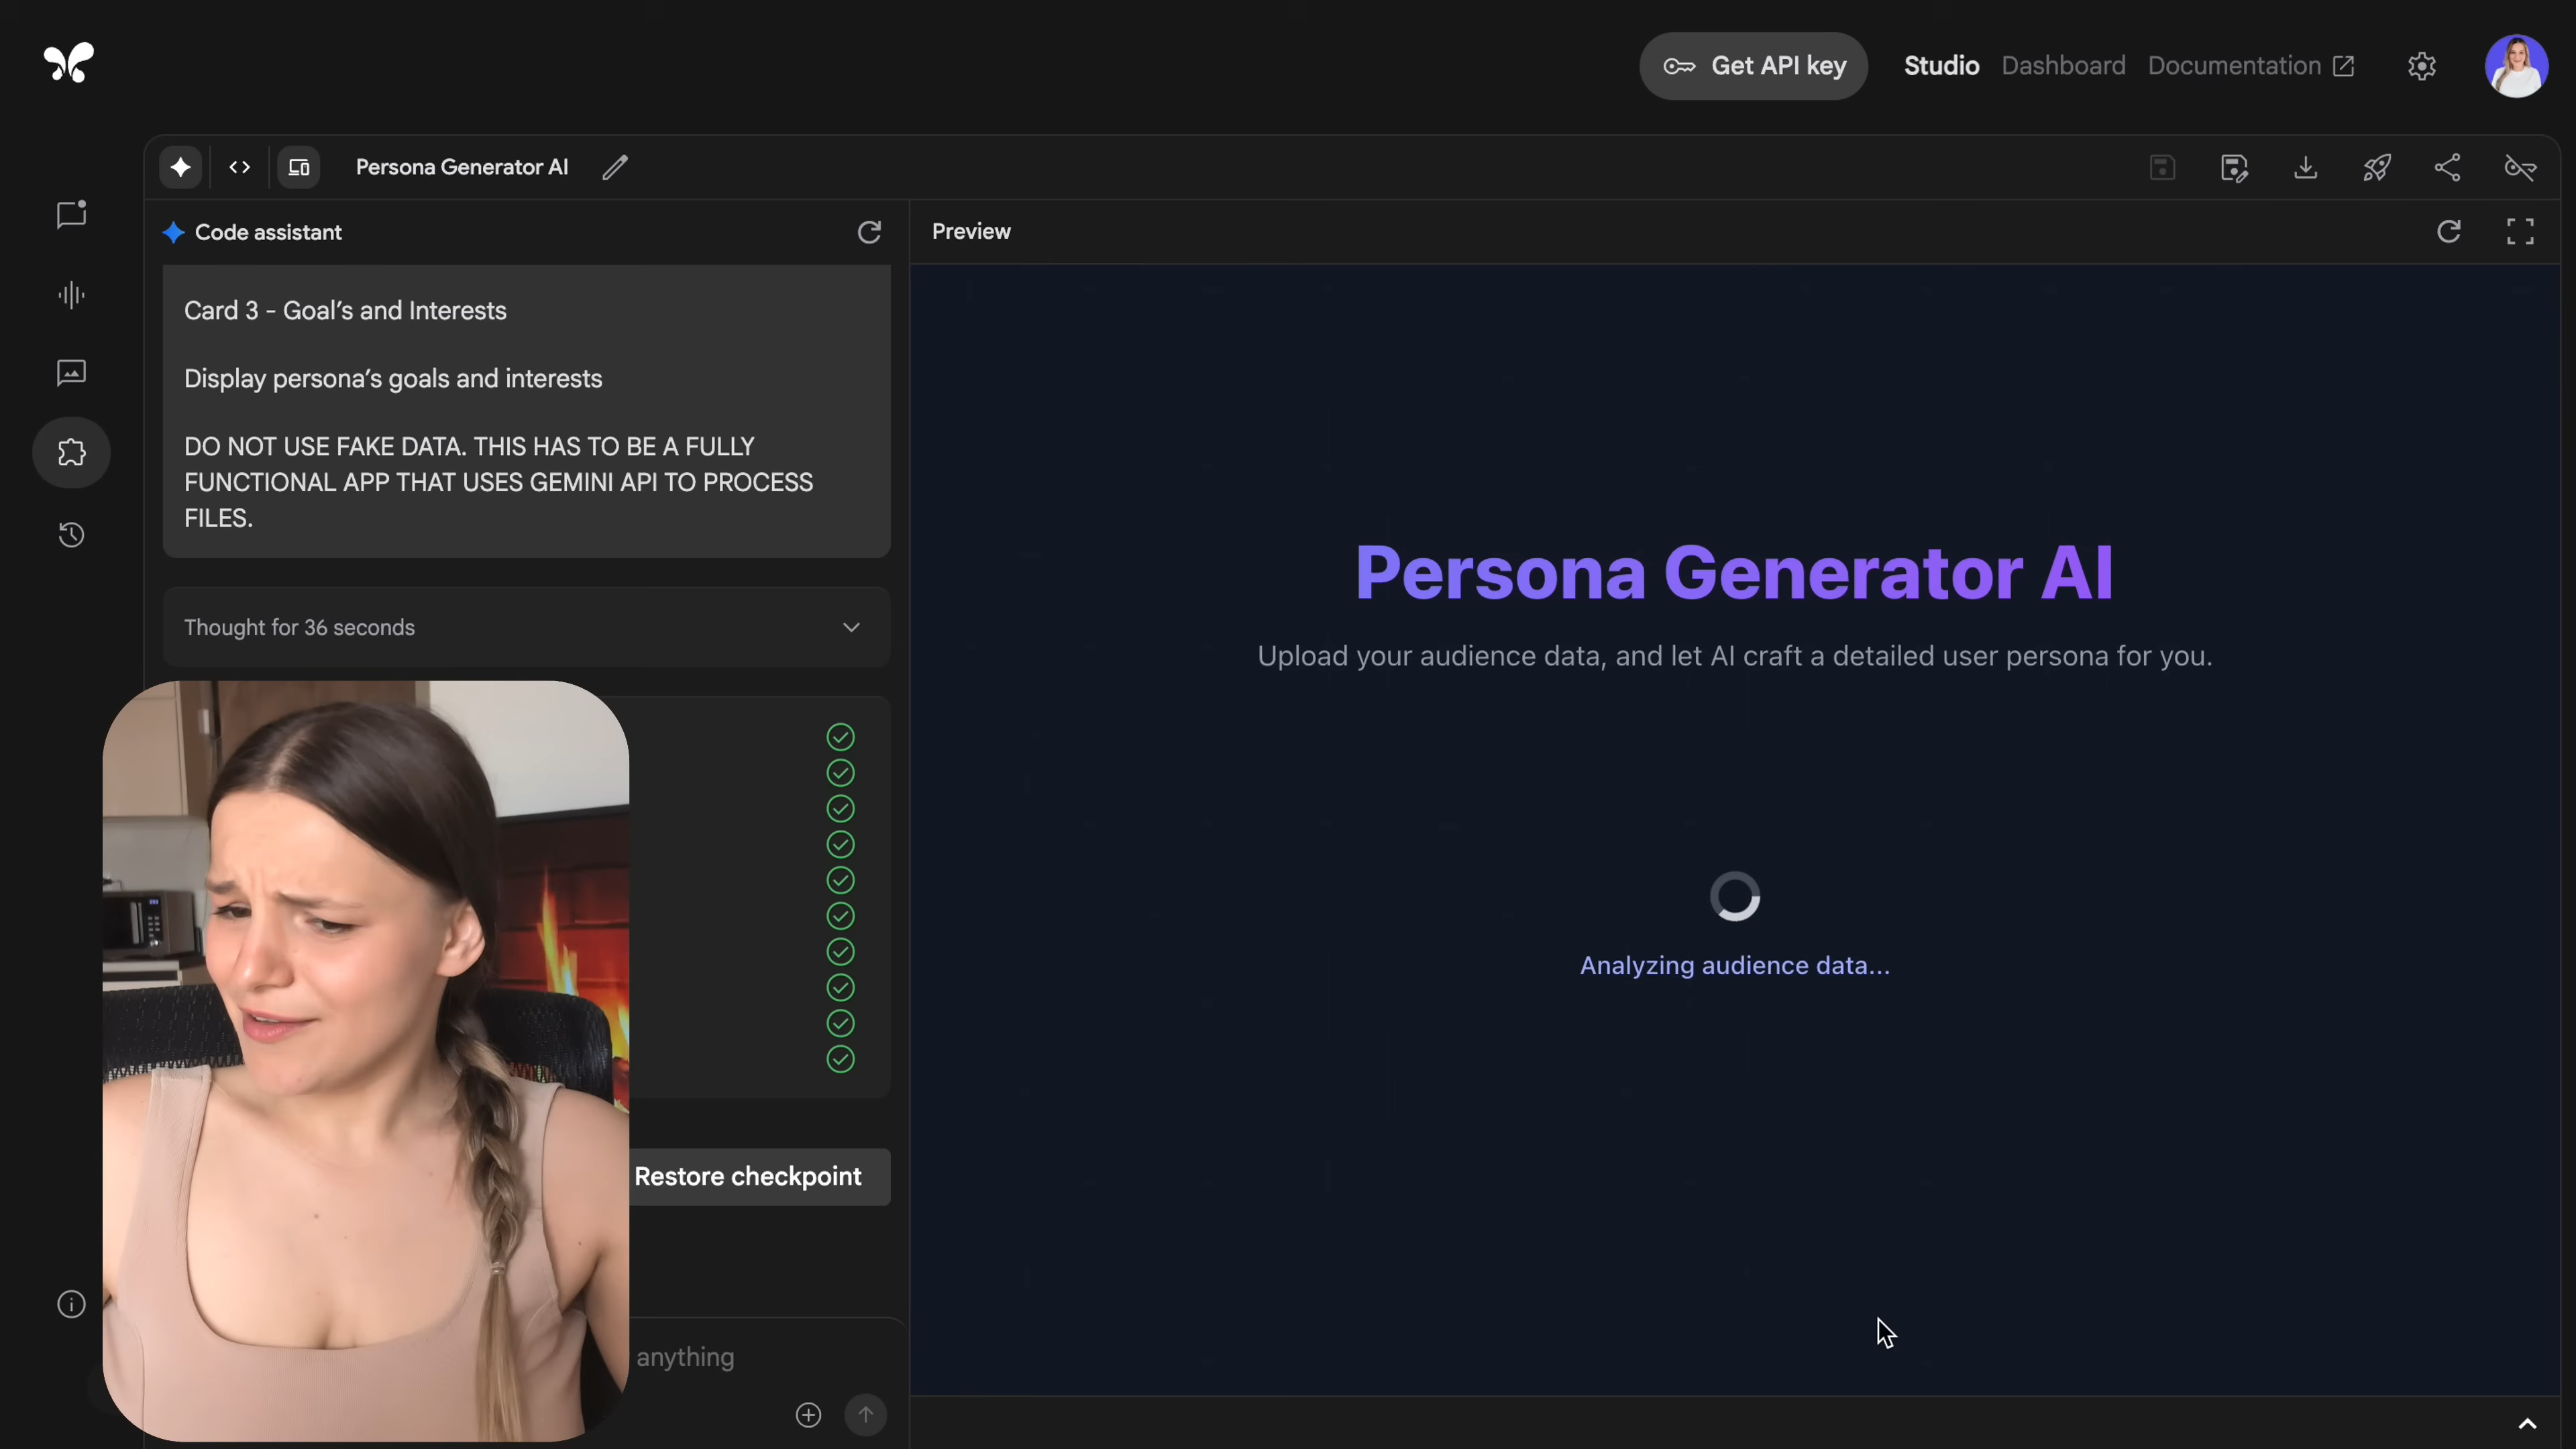 Get API key
Studio
Dashboard
Documentation
Persona Generator AI
Code assistant
Card 3 - Goal’s and Interests
Display persona’s goals and interests
DO NOT USE FAKE DATA. THIS HAS TO BE A FULLY
FUNCTIONAL APP THAT USES GEMINI API TO PROCESS
FILES.
Thought for 36 seconds
Restore checkpoint
anything
Preview
Persona Generator AI
Upload your audience data, and let AI craft a detailed user persona for you.
Analyzing audience data...